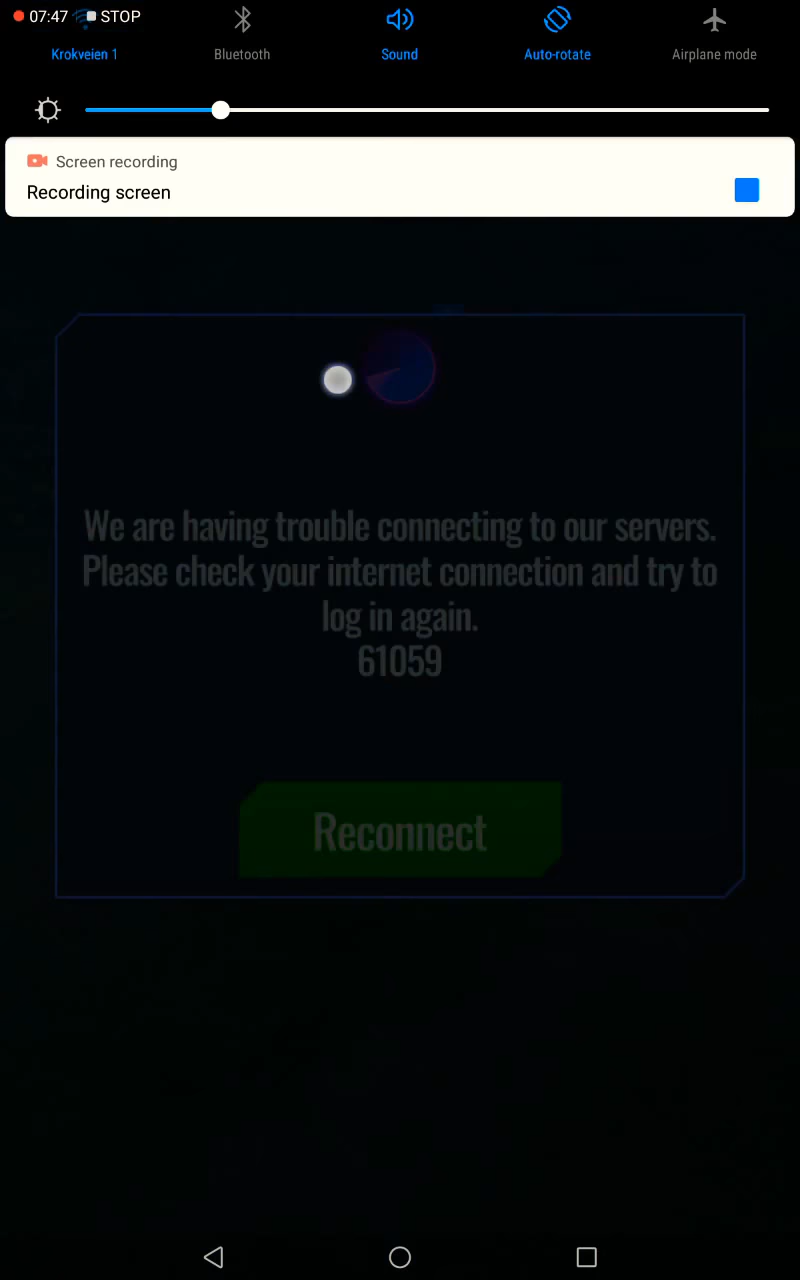 07:47 STOP
Krokveien 1 Bluetooth Sound Auto-rotate Airplane mode
Screen recording
Recording screen
We are having trouble connecting to our servers.
Please check your internet connection and try to
log in again.
61059
Reconnect